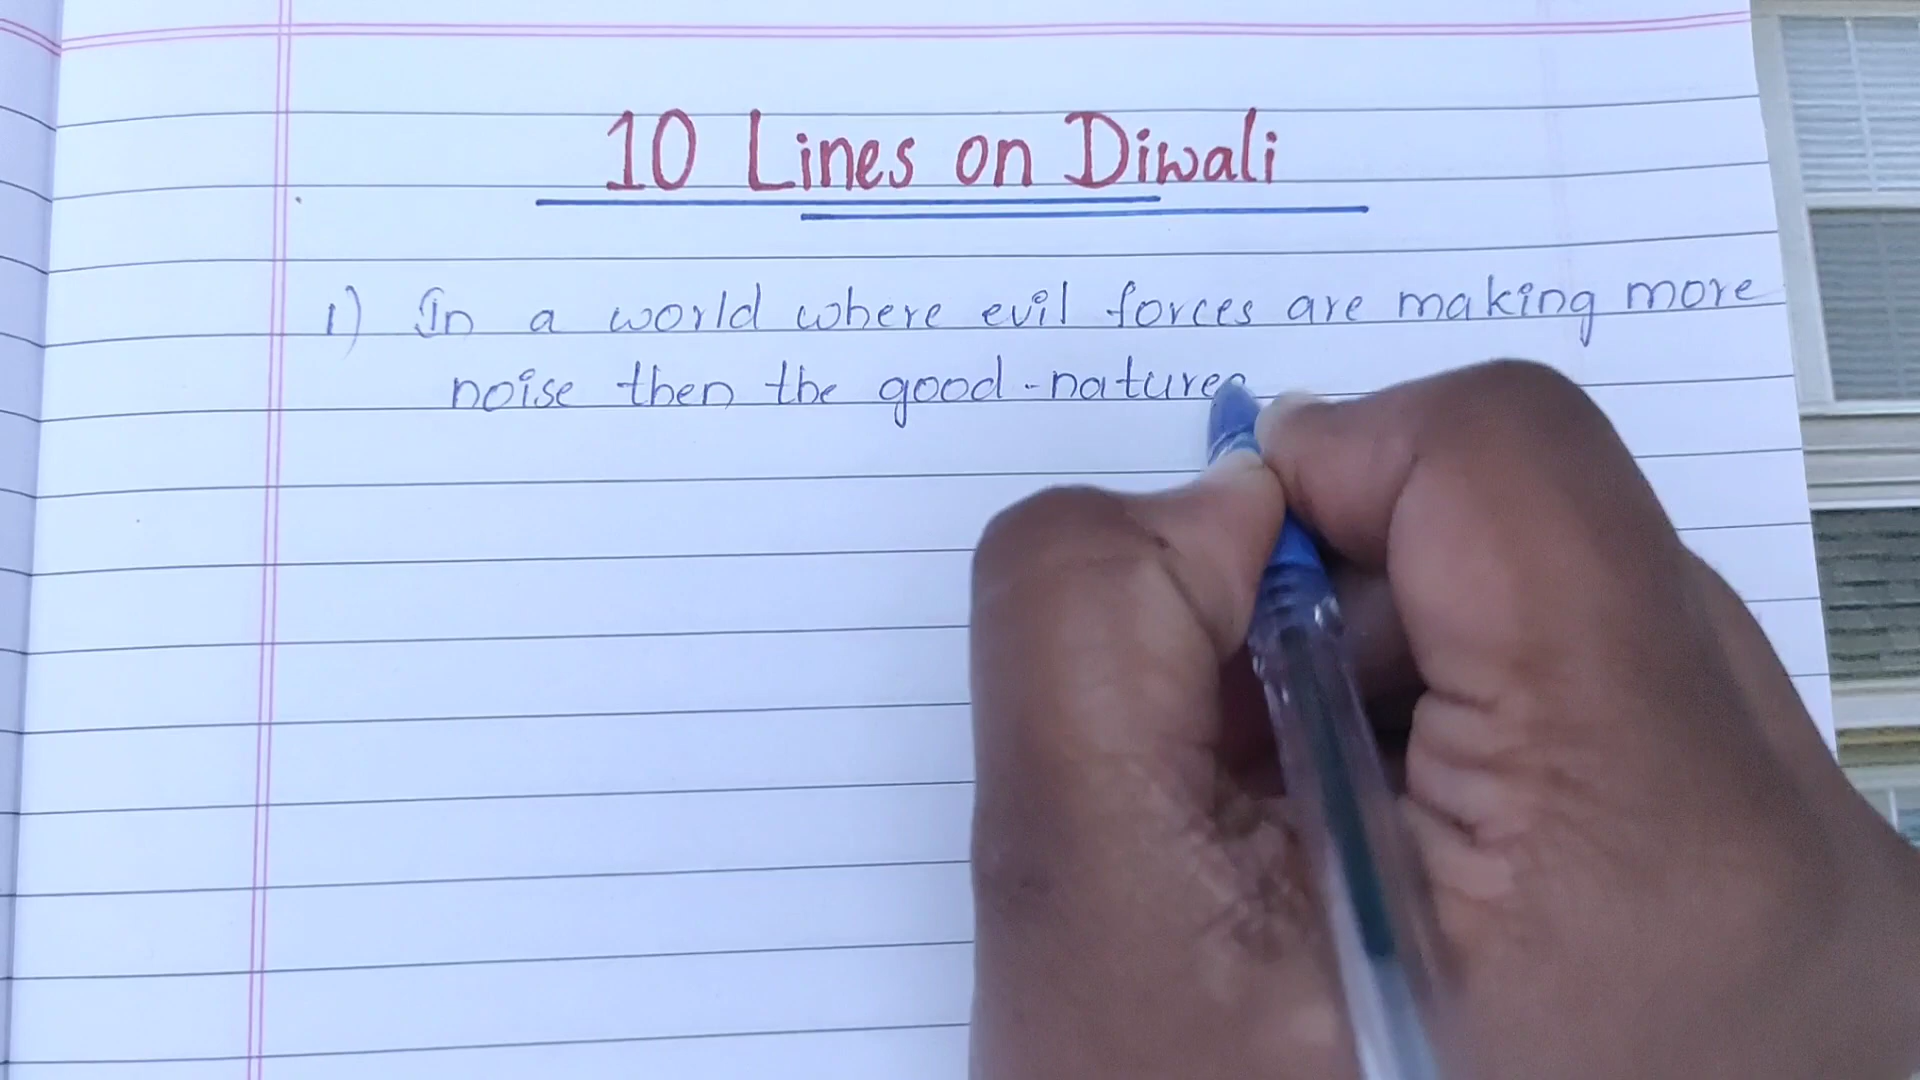 10 Lines on Diwali
1) In a world where evil forces are making more
noise then the good-nature